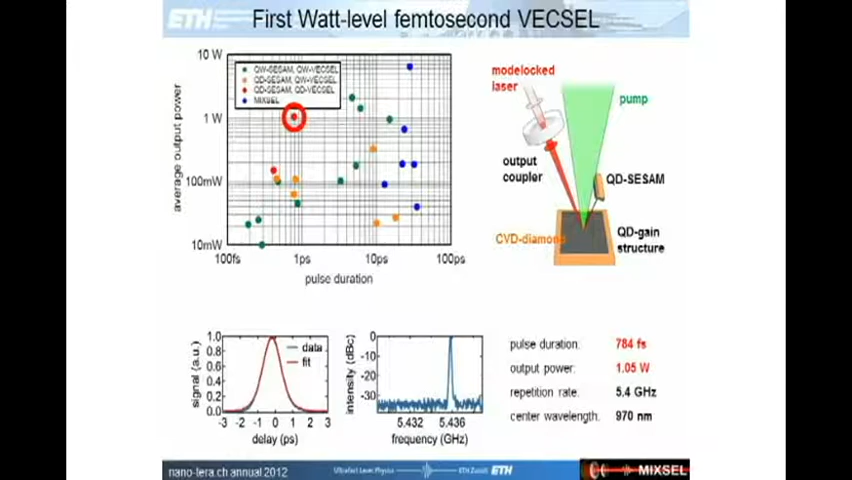 ETH
First Watt-level femtosecond VECSEL
10 W
1 W
100mW
10mW
average output power
QW-SESAM, QW-VECSEL
QD-SESAM, QW-VECSEL
QD-SESAM, QD-VECSEL
MIXSEL
100fs
1ps
10ps
100ps
pulse duration
modelocked
laser
pump
output
coupler
QD-SESAM
CVD-diamond
QD-gain
structure
1.0
0.8
0.6
0.4
0.2
0.0
signal (a.u.)
data
fit
-3 -2 -1 0 1 2 3
delay (ps)
0
-10
-20
-30
intensity (dBc)
5.432 5.436
frequency (GHz)
pulse duration: 784 fs
output power: 1.05 W
repetition rate: 5.4 GHz
center wavelength: 970 nm
nano-tera.ch annual 2012
Ultrafast Laser Physics
ETH Zurich
ETH
MIXSEL